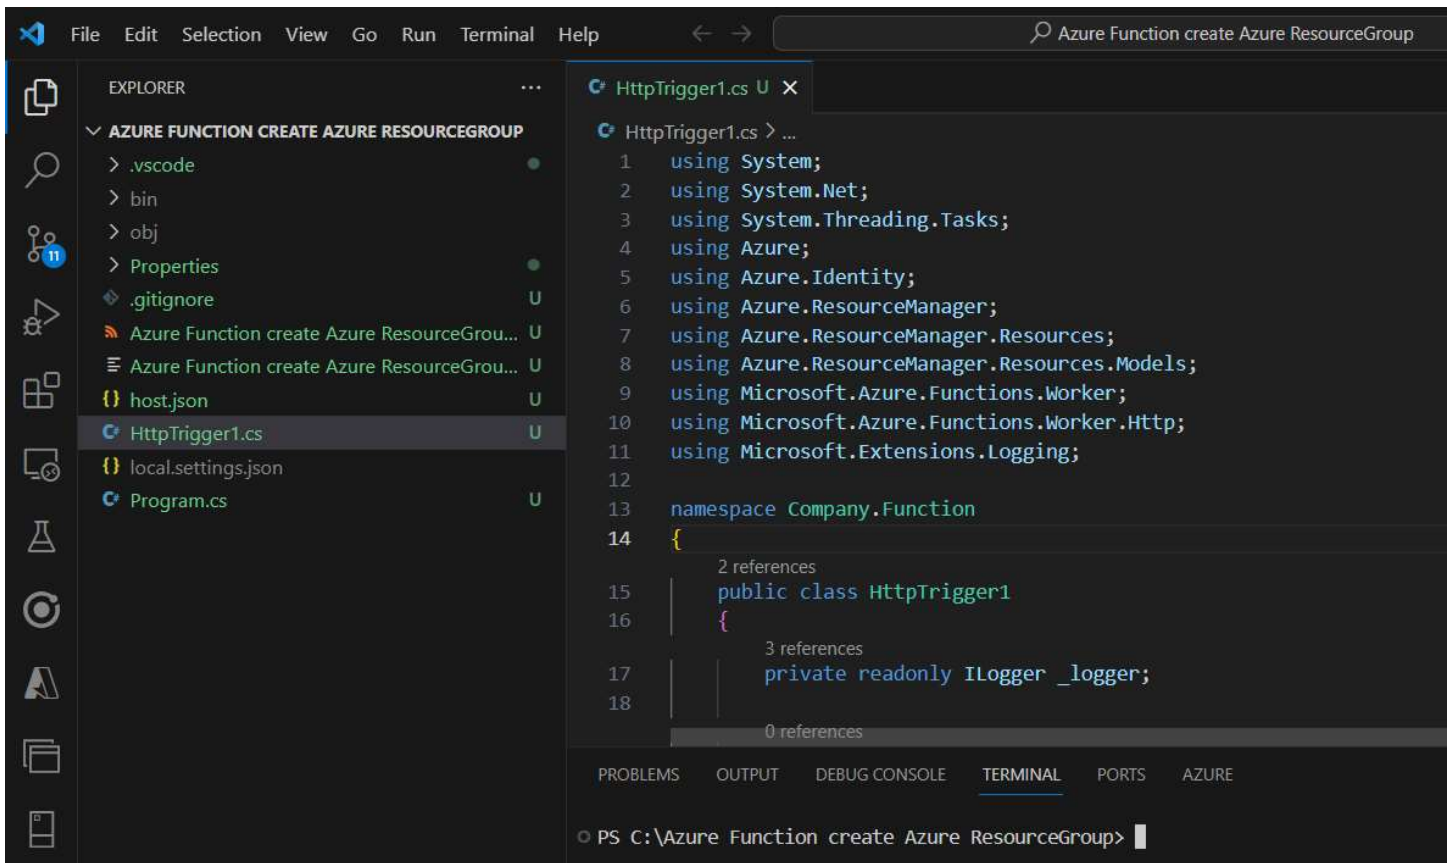 File Edit Selection View Go Run Terminal Help
Azure Function create Azure ResourceGroup
EXPLORER
AZURE FUNCTION CREATE AZURE RESOURCEGROUP
.vscode
bin
obj
Properties
.gitignore U
Azure Function create Azure ResourceGrou... U
Azure Function create Azure ResourceGrou... U
{} host.json U
C# HttpTrigger1.cs U
{} local.settings.json
C# Program.cs U
11
C# HttpTrigger1.cs U
C# HttpTrigger1.cs > ...
1 using System;
2 using System.Net;
3 using System.Threading.Tasks;
4 using Azure;
5 using Azure.Identity;
6 using Azure.ResourceManager;
7 using Azure.ResourceManager.Resources;
8 using Azure.ResourceManager.Resources.Models;
9 using Microsoft.Azure.Functions.Worker;
10 using Microsoft.Azure.Functions.Worker.Http;
11 using Microsoft.Extensions.Logging;
12
13 namespace Company.Function
14 {
2 references
15 public class HttpTrigger1
16 {
3 references
17 private readonly ILogger _logger;
18
0 references
PROBLEMS OUTPUT DEBUG CONSOLE TERMINAL PORTS AZURE
PS C:\Azure Function create Azure ResourceGroup>